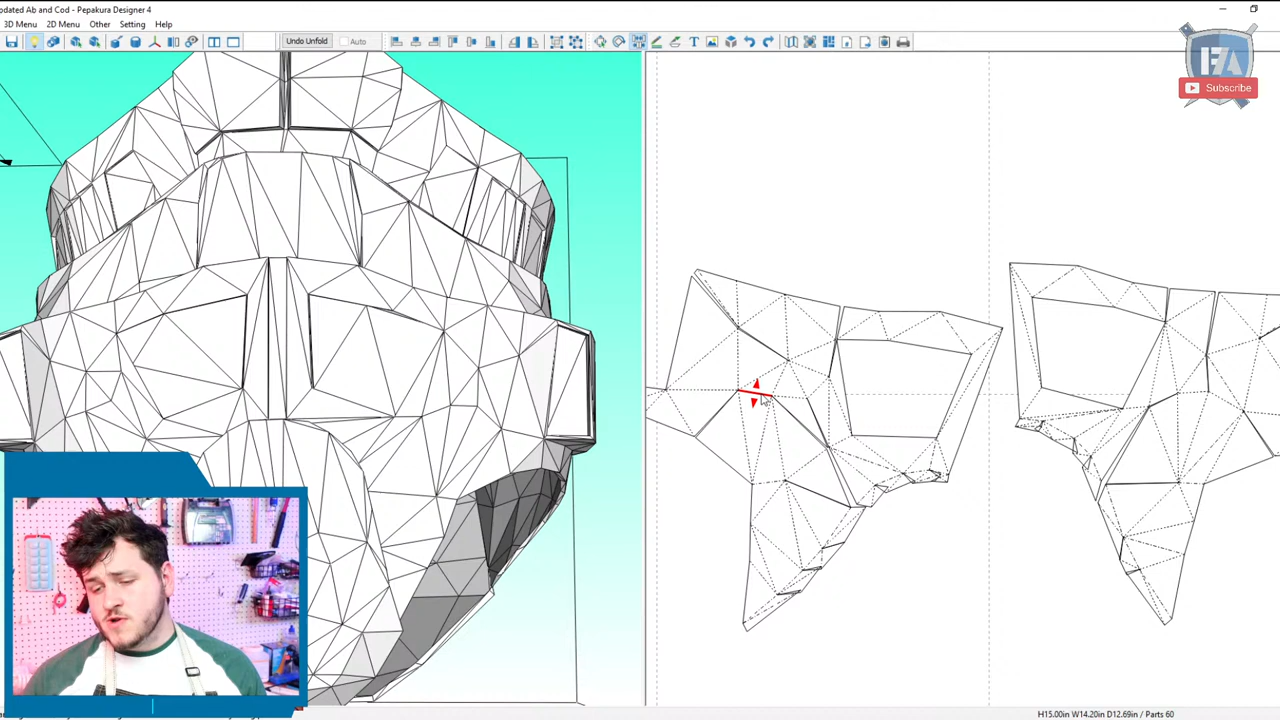 pdated Ab and Cod - Pepakura Designer 4
3D Menu 2D Menu Other Setting Help
Undo Unfold Auto
Subscribe
H15.00in W14.20in D12.69in / Parts 60